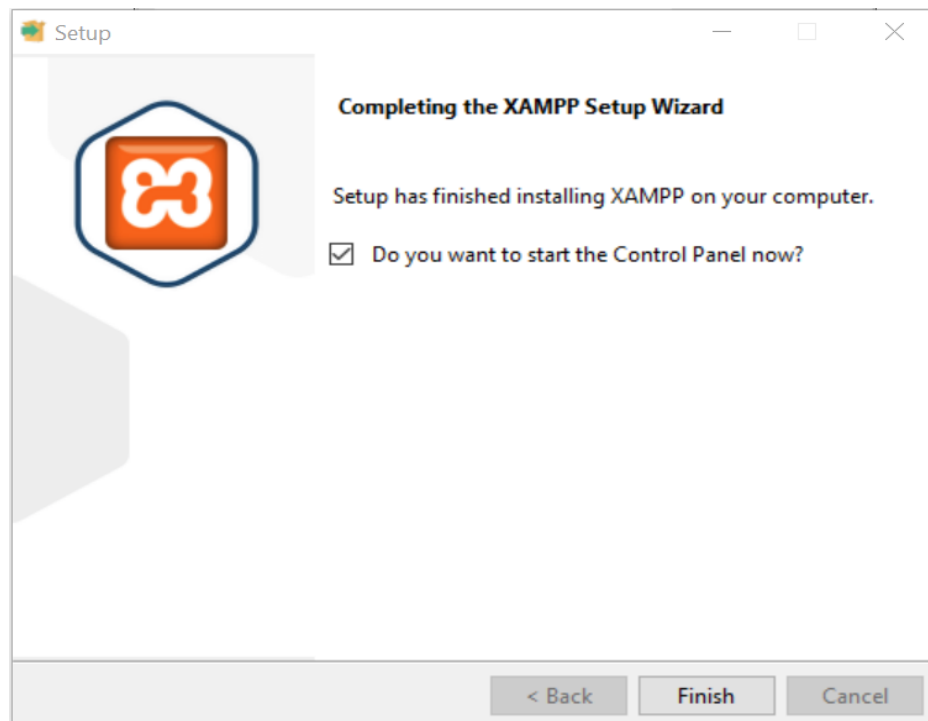 Setup
Completing the XAMPP Setup Wizard
Setup has finished installing XAMPP on your computer.
Do you want to start the Control Panel now?
< Back Finish Cancel